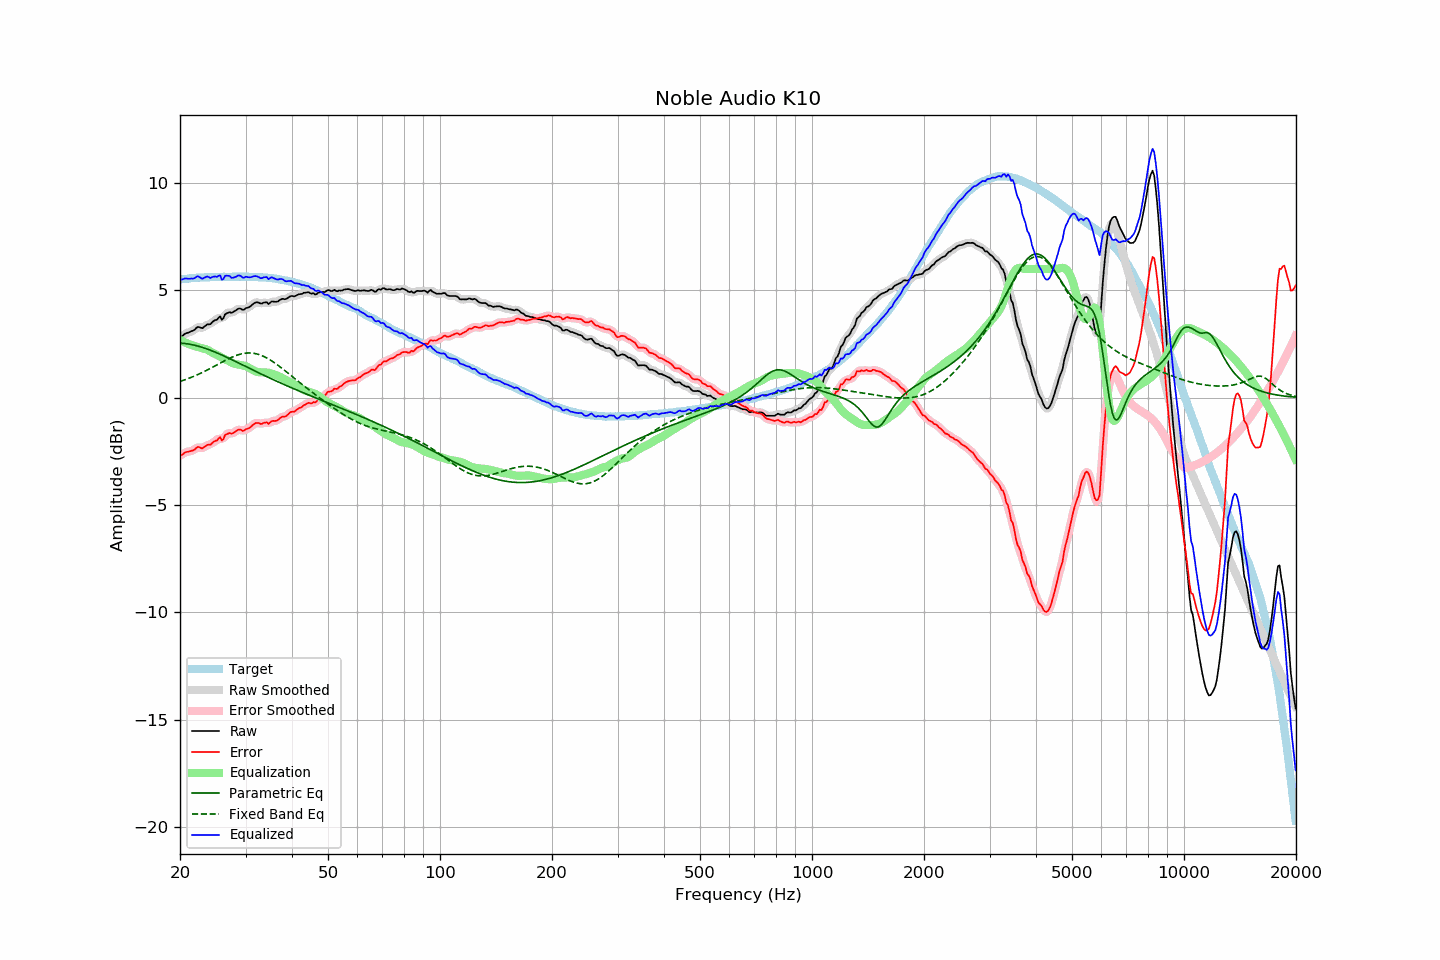 Noble Audio K10
Amplitude (dBr)
10
5
0
−5
−10
−15
−20
Target
Raw Smoothed
Error Smoothed
Raw
Error
Equalization
Parametric Eq
Fixed Band Eq
Equalized
20 50 100 200 500 1000 2000 5000 10000 20000
Frequency (Hz)